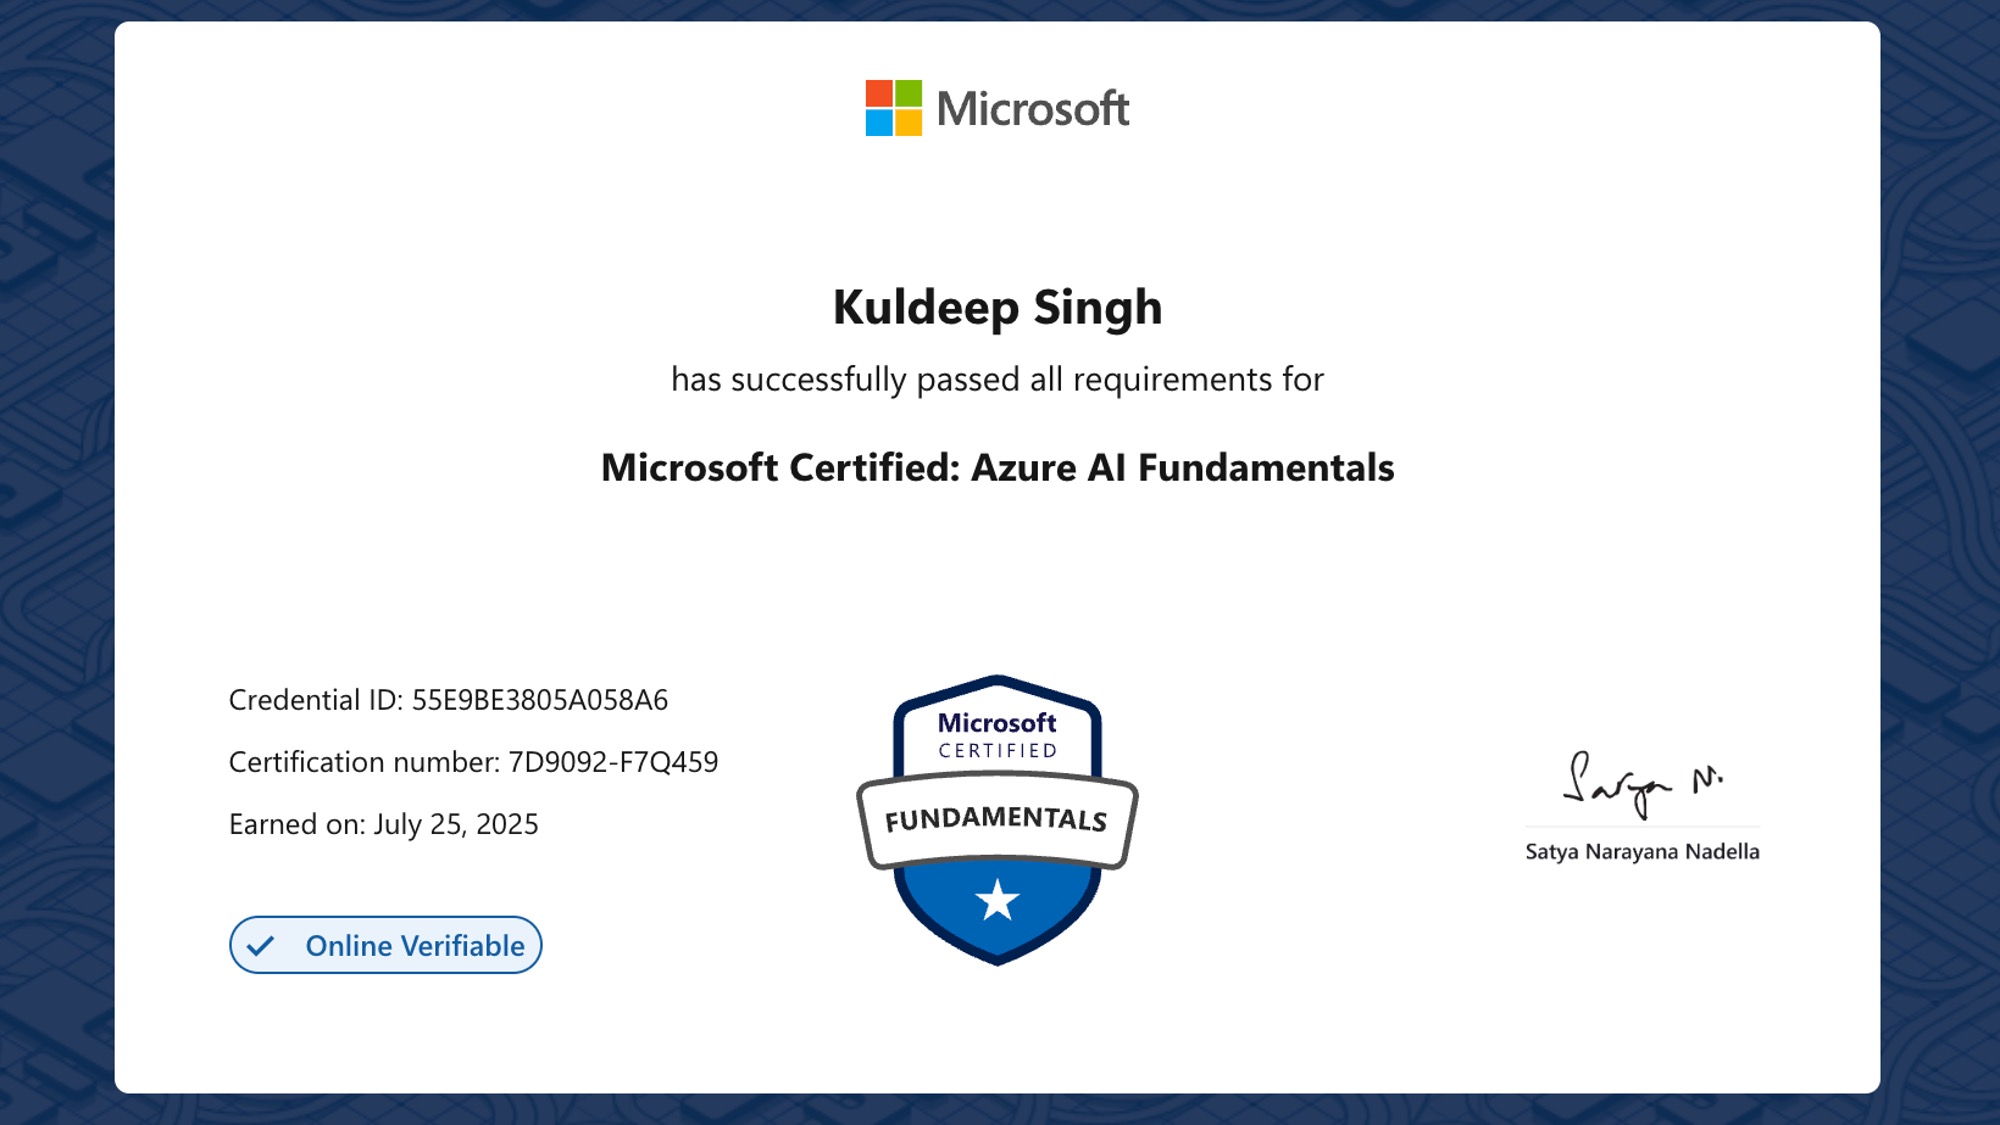 Microsoft
Kuldeep Singh
has successfully passed all requirements for
Microsoft Certified: Azure AI Fundamentals
Credential ID: 55E9BE3805A058A6
Certification number: 7D9092-F7Q459
Earned on: July 25, 2025
Online Verifiable
Microsoft
CERTIFIED
FUNDAMENTALS
Satya N.
Satya Narayana Nadella